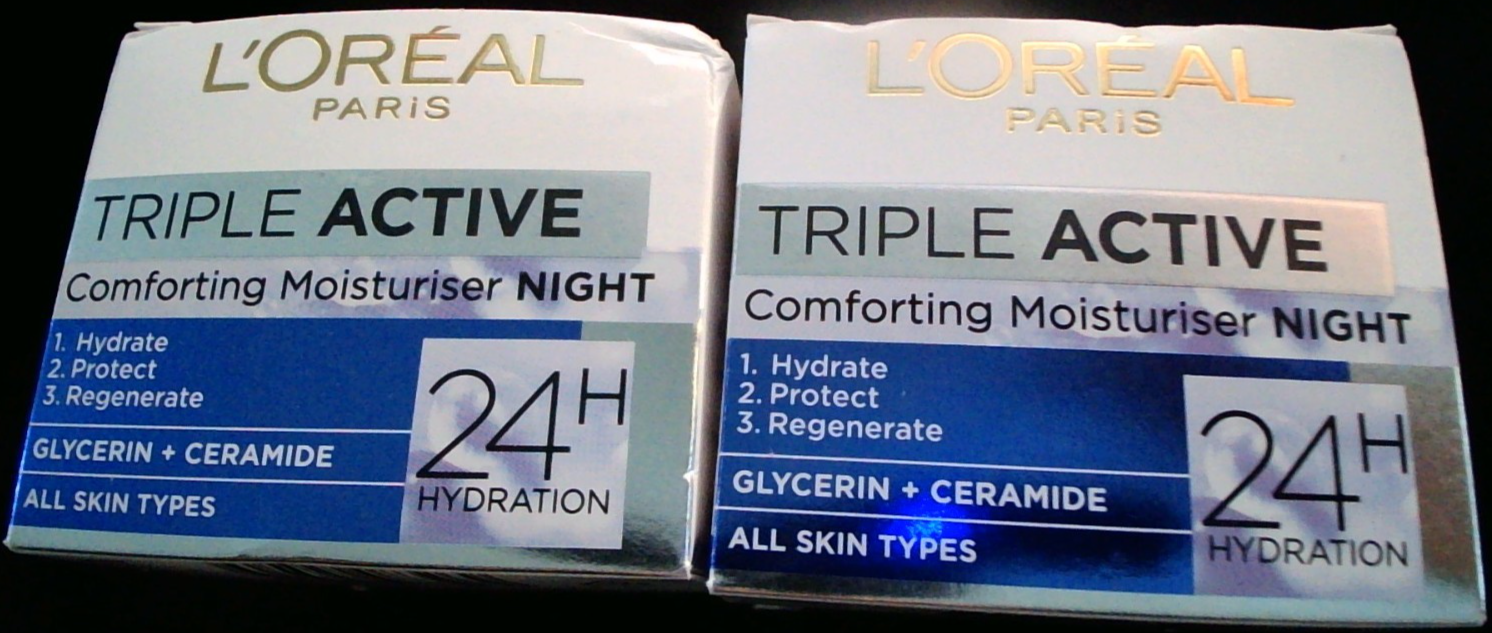 L'ORÉAL
PARiS
TRIPLE ACTIVE
Comforting Moisturiser NIGHT
1. Hydrate
2. Protect
3. Regenerate
GLYCERIN + CERAMIDE
ALL SKIN TYPES
24H
HYDRATION
L'ORÉAL
PARiS
TRIPLE ACTIVE
Comforting Moisturiser NIGHT
1. Hydrate
2. Protect
3. Regenerate
GLYCERIN + CERAMIDE
ALL SKIN TYPES
24H
HYDRATION